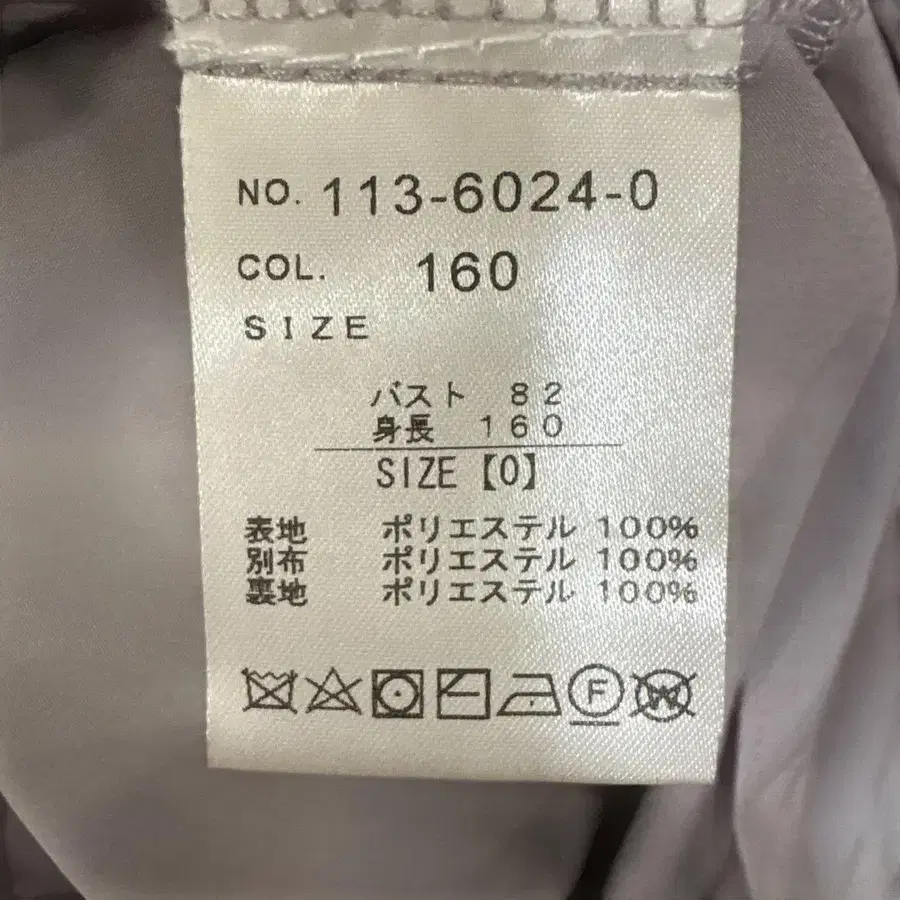 NO. 113-6024-0
COL. 160
SIZE
バスト 82
身長 160
SIZE【0】
表地 ポリエステル 100%
別布 ポリエステル 100%
裏地 ポリエステル 100%
F W